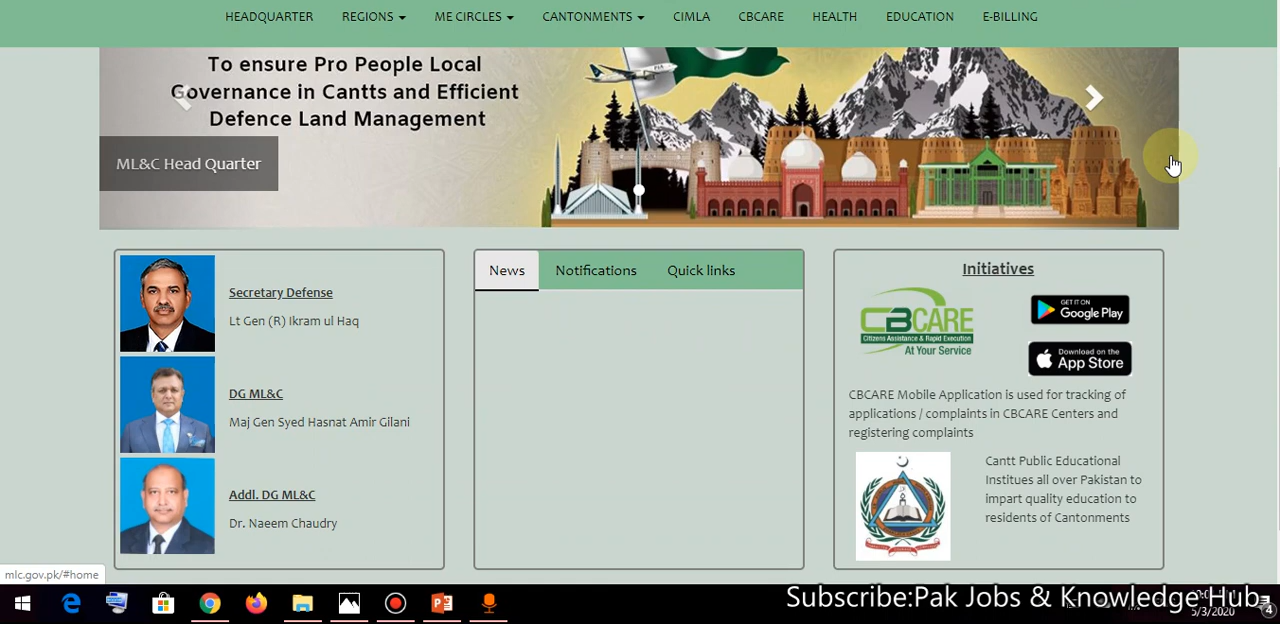 HEADQUARTER REGIONS ME CIRCLES CANTONMENTS CIMLA CBCARE HEALTH EDUCATION E-BILLING
To ensure Pro People Local
Governance in Cantts and Efficient
Defence Land Management
ML&C Head Quarter
Secretary Defense
Lt Gen (R) Ikram ul Haq
DG ML&C
Maj Gen Syed Hasnat Amir Gilani
Addl. DG ML&C
Dr. Naeem Chaudry
News Notifications Quick links
Initiatives
CBCARE
Citizens Assistance & Rapid Execution
At Your Service
GET IT ON
Google Play
Download on the
App Store
CBCARE Mobile Application is used for tracking of
applications / complaints in CBCARE Centers and
registering complaints
Cantt Public Educational
Institues all over Pakistan to
impart quality education to
residents of Cantonments
mlc.gov.pk/#home
Subscribe:Pak Jobs & Knowledge Hub
5/3/2020
4